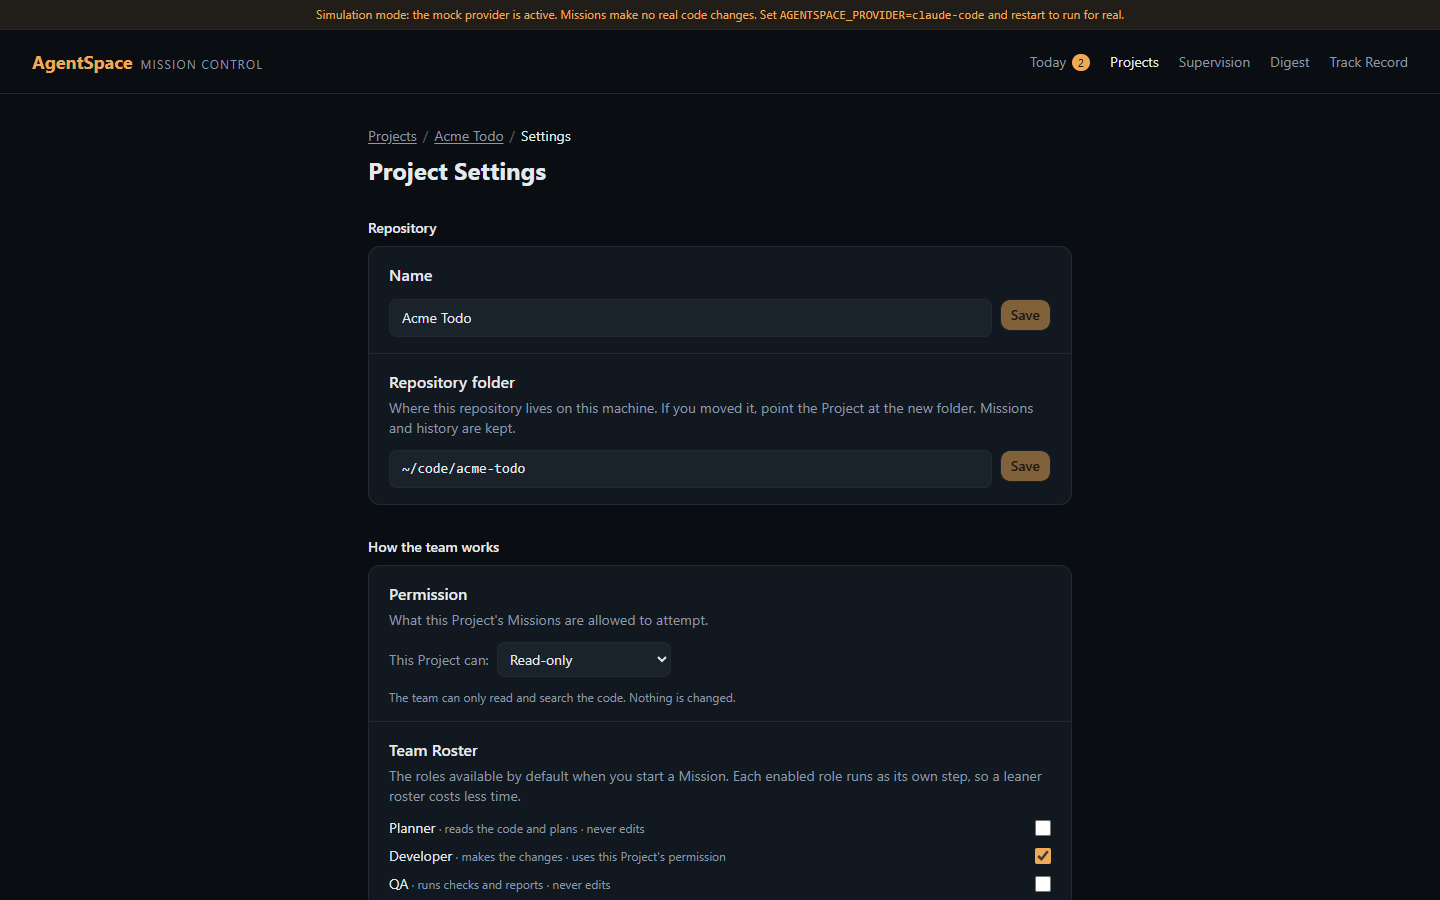 Simulation mode: the mock provider is active. Missions make no real code changes. Set AGENTSPACE_PROVIDER=claude-code and restart to run for real.
AgentSpace MISSION CONTROL
Today 2 Projects Supervision Digest Track Record
Projects / Acme Todo / Settings
Project Settings
Repository
Name
Acme Todo Save
Repository folder
Where this repository lives on this machine. If you moved it, point the Project at the new folder. Missions
and history are kept.
~/code/acme-todo Save
How the team works
Permission
What this Project's Missions are allowed to attempt.
This Project can: Read-only
The team can only read and search the code. Nothing is changed.
Team Roster
The roles available by default when you start a Mission. Each enabled role runs as its own step, so a leaner
roster costs less time.
Planner · reads the code and plans · never edits
Developer · makes the changes · uses this Project's permission
QA · runs checks and reports · never edits